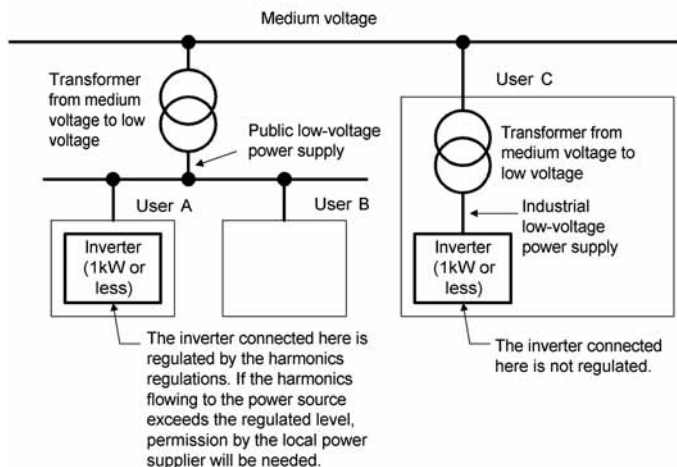 Medium voltage
Transformer
from medium
voltage to low
voltage
Public low-voltage
power supply
User A
User B
Inverter
(1kW or
less)
The inverter connected here is
regulated by the harmonics
regulations. If the harmonics
flowing to the power source
exceeds the regulated level,
permission by the local power
supplier will be needed.
User C
Transformer from
medium voltage to
low voltage
Industrial
low-voltage
power supply
Inverter
(1kW or
less)
The inverter connected
here is not regulated.